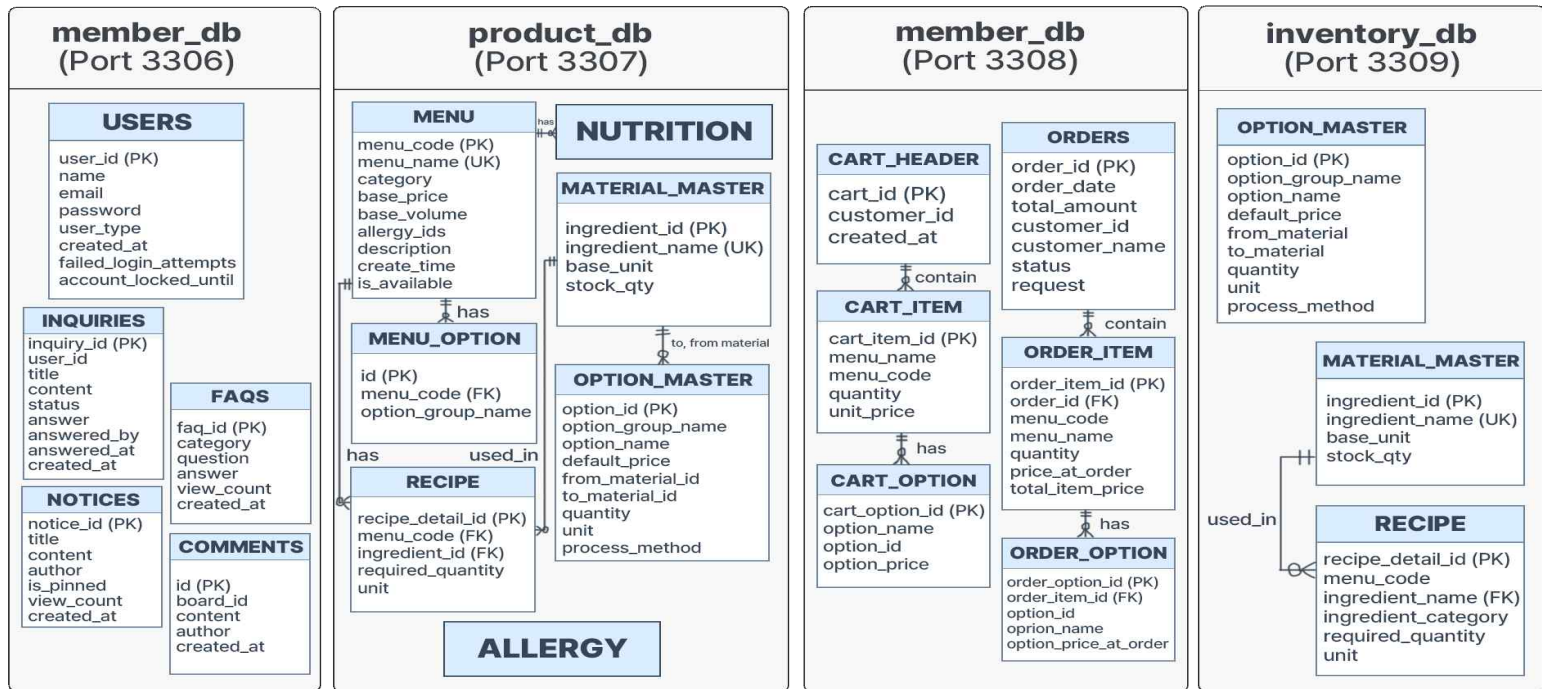 member_db
(Port 3306)
USERS
user_id (PK)
name
email
password
user_type
created_at
failed_login_attempts
account_locked_until
INQUIRIES
inquiry_id (PK)
user_id
title
content
status
answer
answered_by
answered_at
created_at
FAQS
faq_id (PK)
category
question
answer
view_count
created_at
NOTICES
notice_id (PK)
title
content
author
is_pinned
view_count
created_at
COMMENTS
id (PK)
board_id
content
author
created_at
product_db
(Port 3307)
MENU
menu_code (PK)
menu_name (UK)
category
base_price
base_volume
allergy_ids
description
create_time
is_available
has
NUTRITION
MATERIAL_MASTER
ingredient_id (PK)
ingredient_name (UK)
base_unit
stock_qty
has
to, from material
MENU_OPTION
id (PK)
menu_code (FK)
option_group_name
OPTION_MASTER
option_id (PK)
option_group_name
option_name
default_price
from_material_id
to_material_id
quantity
unit
process_method
has
used_in
RECIPE
recipe_detail_id (PK)
menu_code (FK)
ingredient_id (FK)
required_quantity
unit
ALLERGY
member_db
(Port 3308)
CART_HEADER
cart_id (PK)
customer_id
created_at
contain
CART_ITEM
cart_item_id (PK)
menu_name
menu_code
quantity
unit_price
has
CART_OPTION
cart_option_id (PK)
option_name
option_id
option_price
ORDERS
order_id (PK)
order_date
total_amount
customer_id
customer_name
status
request
contain
ORDER_ITEM
order_item_id (PK)
order_id (FK)
menu_code
menu_name
quantity
price_at_order
total_item_price
has
ORDER_OPTION
order_option_id (PK)
order_item_id (FK)
option_id
oprion_name
option_price_at_order
inventory_db
(Port 3309)
OPTION_MASTER
option_id (PK)
option_group_name
option_name
default_price
from_material
to_material
quantity
unit
process_method
MATERIAL_MASTER
ingredient_id (PK)
ingredient_name (UK)
base_unit
stock_qty
used_in
RECIPE
recipe_detail_id (PK)
menu_code
ingredient_name (FK)
ingredient_category
required_quantity
unit